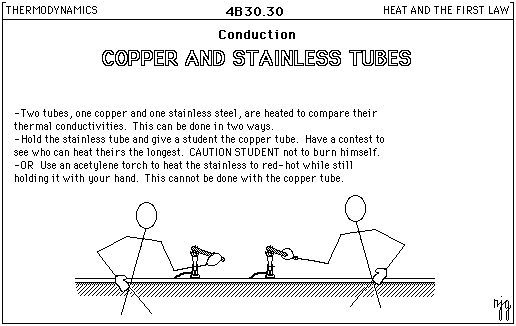 THERMODYNAMICS 4B30.30 HEAT AND THE FIRST LAW
Conduction
COPPER AND STAINLESS TUBES
-Two tubes, one copper and one stainless steel, are heated to compare their
thermal conductivities. This can be done in two ways.
-Hold the stainless tube and give a student the copper tube. Have a contest to
see who can heat theirs the longest. CAUTION STUDENT not to burn himself.
-OR Use an acetylene torch to heat the stainless to red-hot while still
holding it with your hand. This cannot be done with the copper tube.
njg